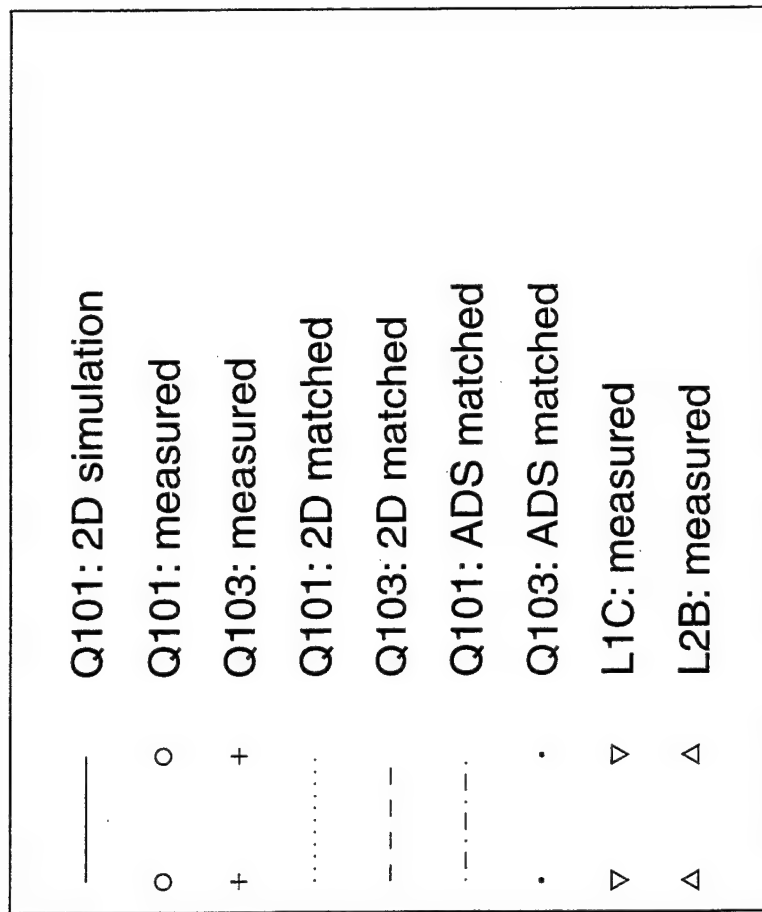 Q101: 2D simulation
Q101: measured
Q103: measured
Q101: 2D matched
Q103: 2D matched
Q101: ADS matched
Q103: ADS matched
L1C: measured
L2B: measured